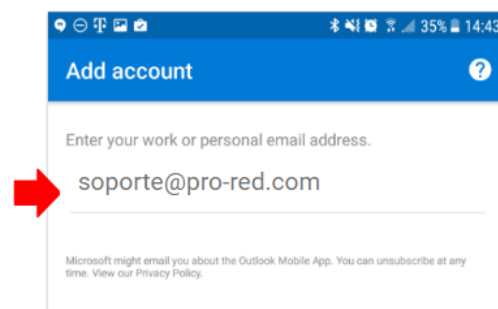 35% 14:43
Add account
?
Enter your work or personal email address.
soporte@pro-red.com
Microsoft might email you about the Outlook Mobile App. You can unsubscribe at any
time. View our Privacy Policy.